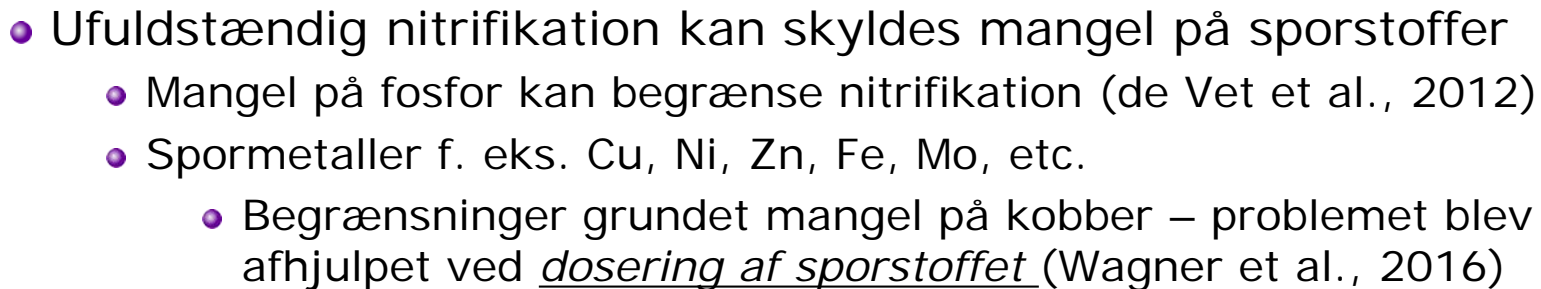 Ufuldstændig nitrifikation kan skyldes mangel på sporstoffer
Mangel på fosfor kan begrænse nitrifikation (de Vet et al., 2012)
Spormetaller f. eks. Cu, Ni, Zn, Fe, Mo, etc.
Begrænsninger grundet mangel på kobber – problemet blev
afhjulpet ved dosering af sporstoffet (Wagner et al., 2016)